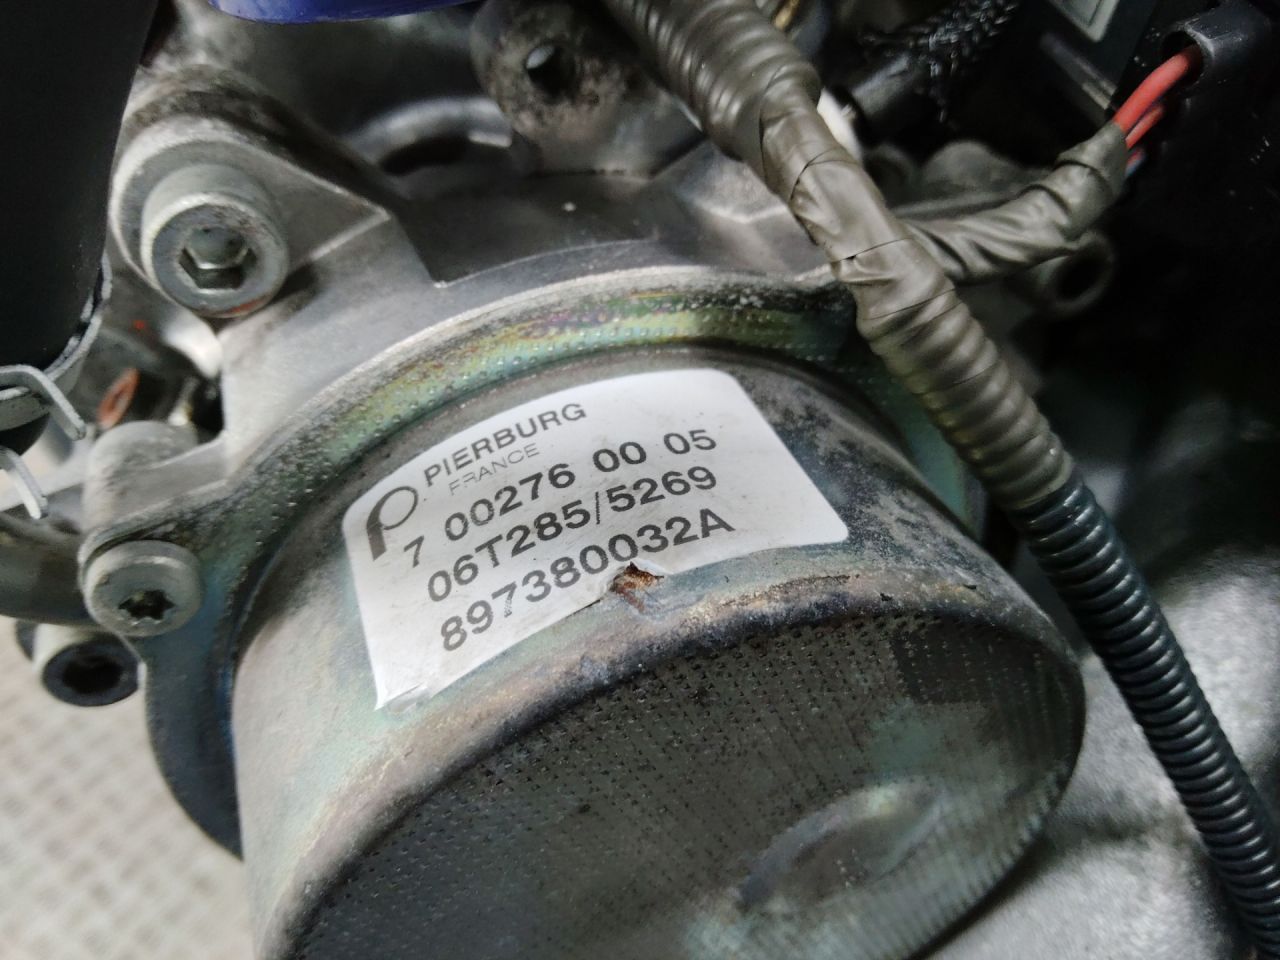 PIERBURG
FRANCE
7 00276 00 05
06T285/5269
897380032A